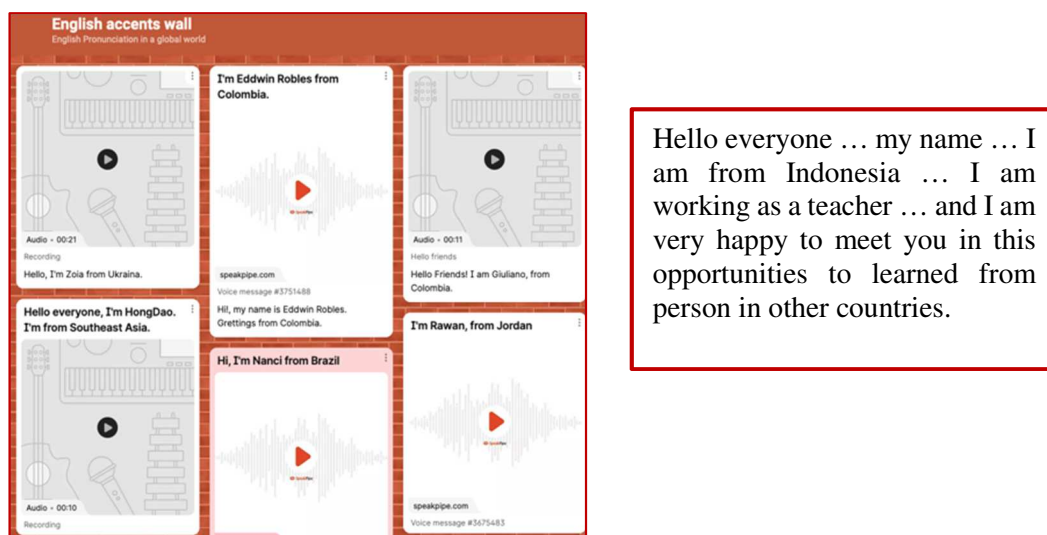 English accents wall
English Pronunciation in a global world
Audio - 00:21
Recording
Hello, I'm Zoia from Ukraina.
Hello everyone, I'm HongDao.
I'm from Southeast Asia.
Audio - 00:10
Recording
I'm Eddwin Robles from
Colombia.
speakpipe.com
Voice message #3751488
Hi!, my name is Eddwin Robles.
Grettings from Colombia.
Hi, I'm Nanci from Brazil
Audio - 00:11
Hello friends
Hello Friends! I am Giuliano, from
Colombia.
I'm Rawan, from Jordan
speakpipe.com
Voice message #3675483
Hello everyone … my name … I
am from Indonesia … I am
working as a teacher … and I am
very happy to meet you in this
opportunities to learned from
person in other countries.